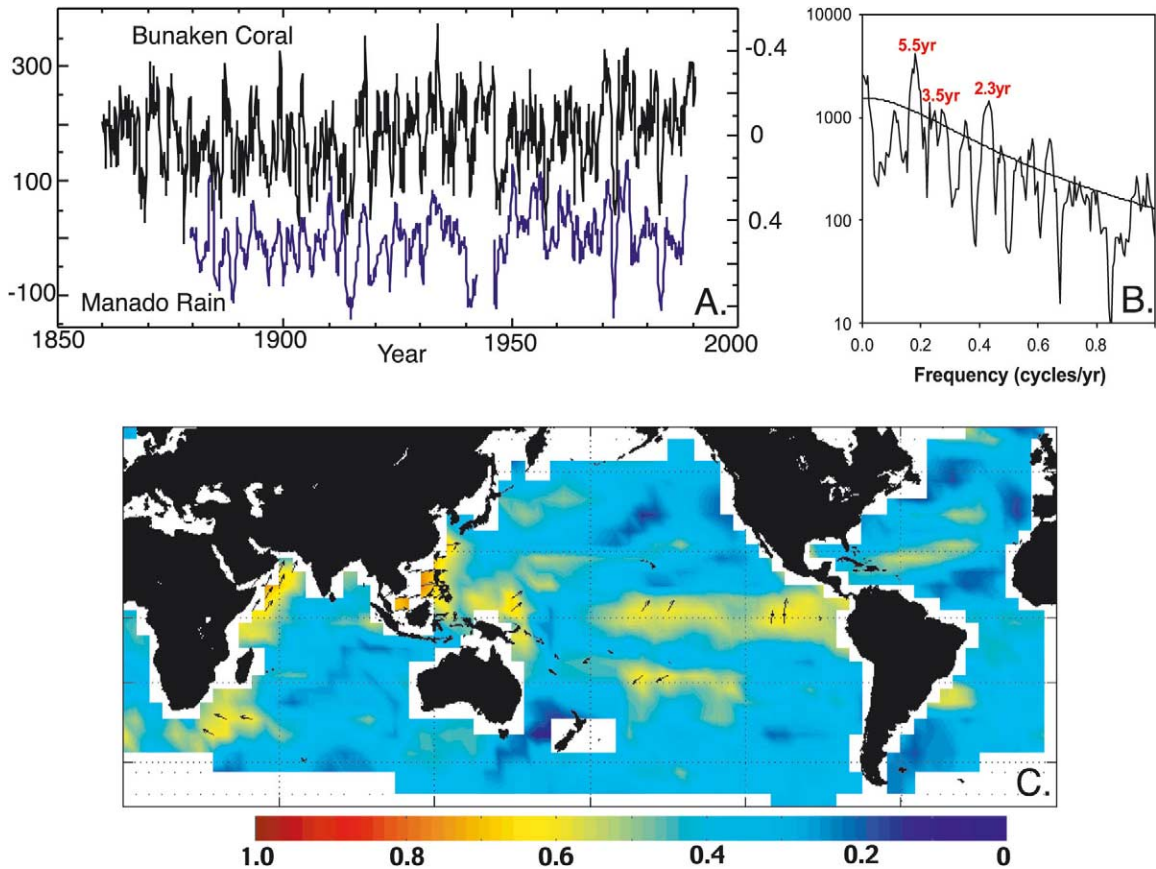 Bunaken Coral
300
100
-100
-0.4
0
0.4
Manado Rain
A.
1850
1900
1950
2000
Year
10000
1000
100
10
5.5yr
3.5yr
2.3yr
B.
0.0
0.2
0.4
0.6
0.8
Frequency (cycles/yr)
C.
1.0
0.8
0.6
0.4
0.2
0